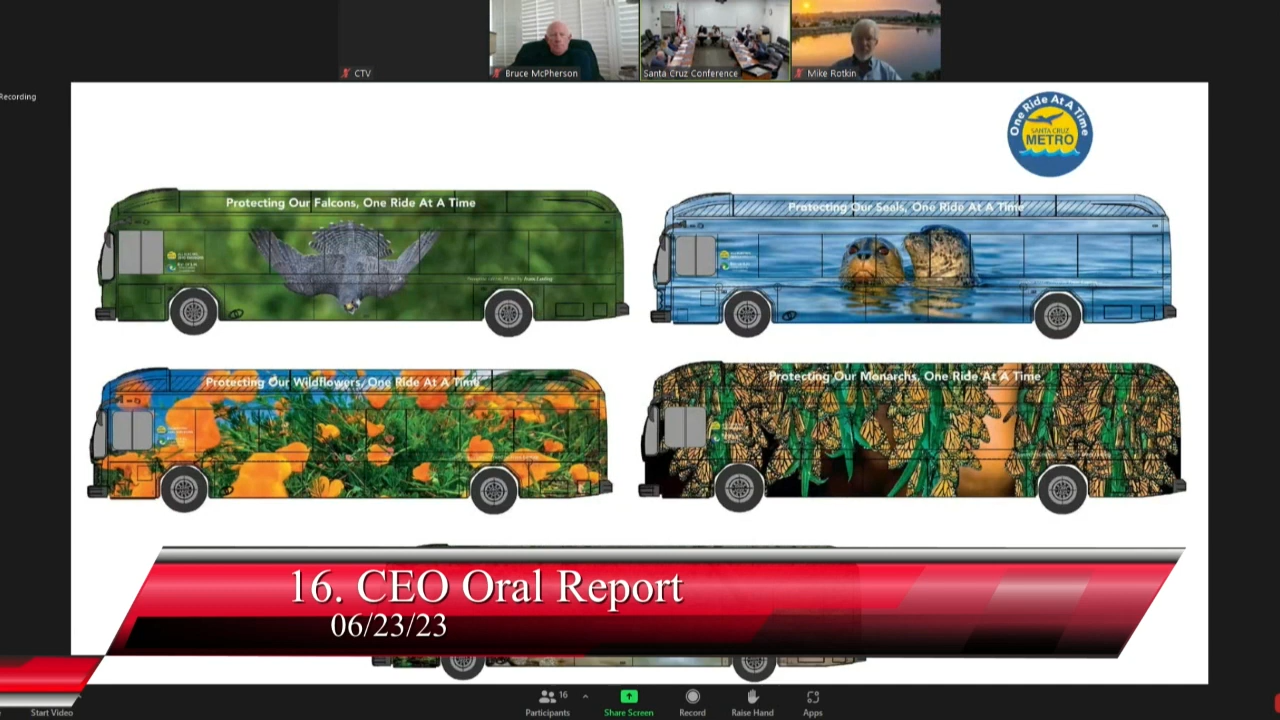 CTV
Bruce McPherson
Santa Cruz Conference
Mike Rotkin
Recording
One Ride At A Time
SANTA CRUZ
METRO
Protecting Our Falcons, One Ride At A Time
Protecting Our Seals, One Ride At A Time
Protecting Our Wildflowers, One Ride At A Time
Protecting Our Monarchs, One Ride At A Time
16. CEO Oral Report
06/23/23
Start Video
16
Participants
Share Screen
Record
Raise Hand
Apps